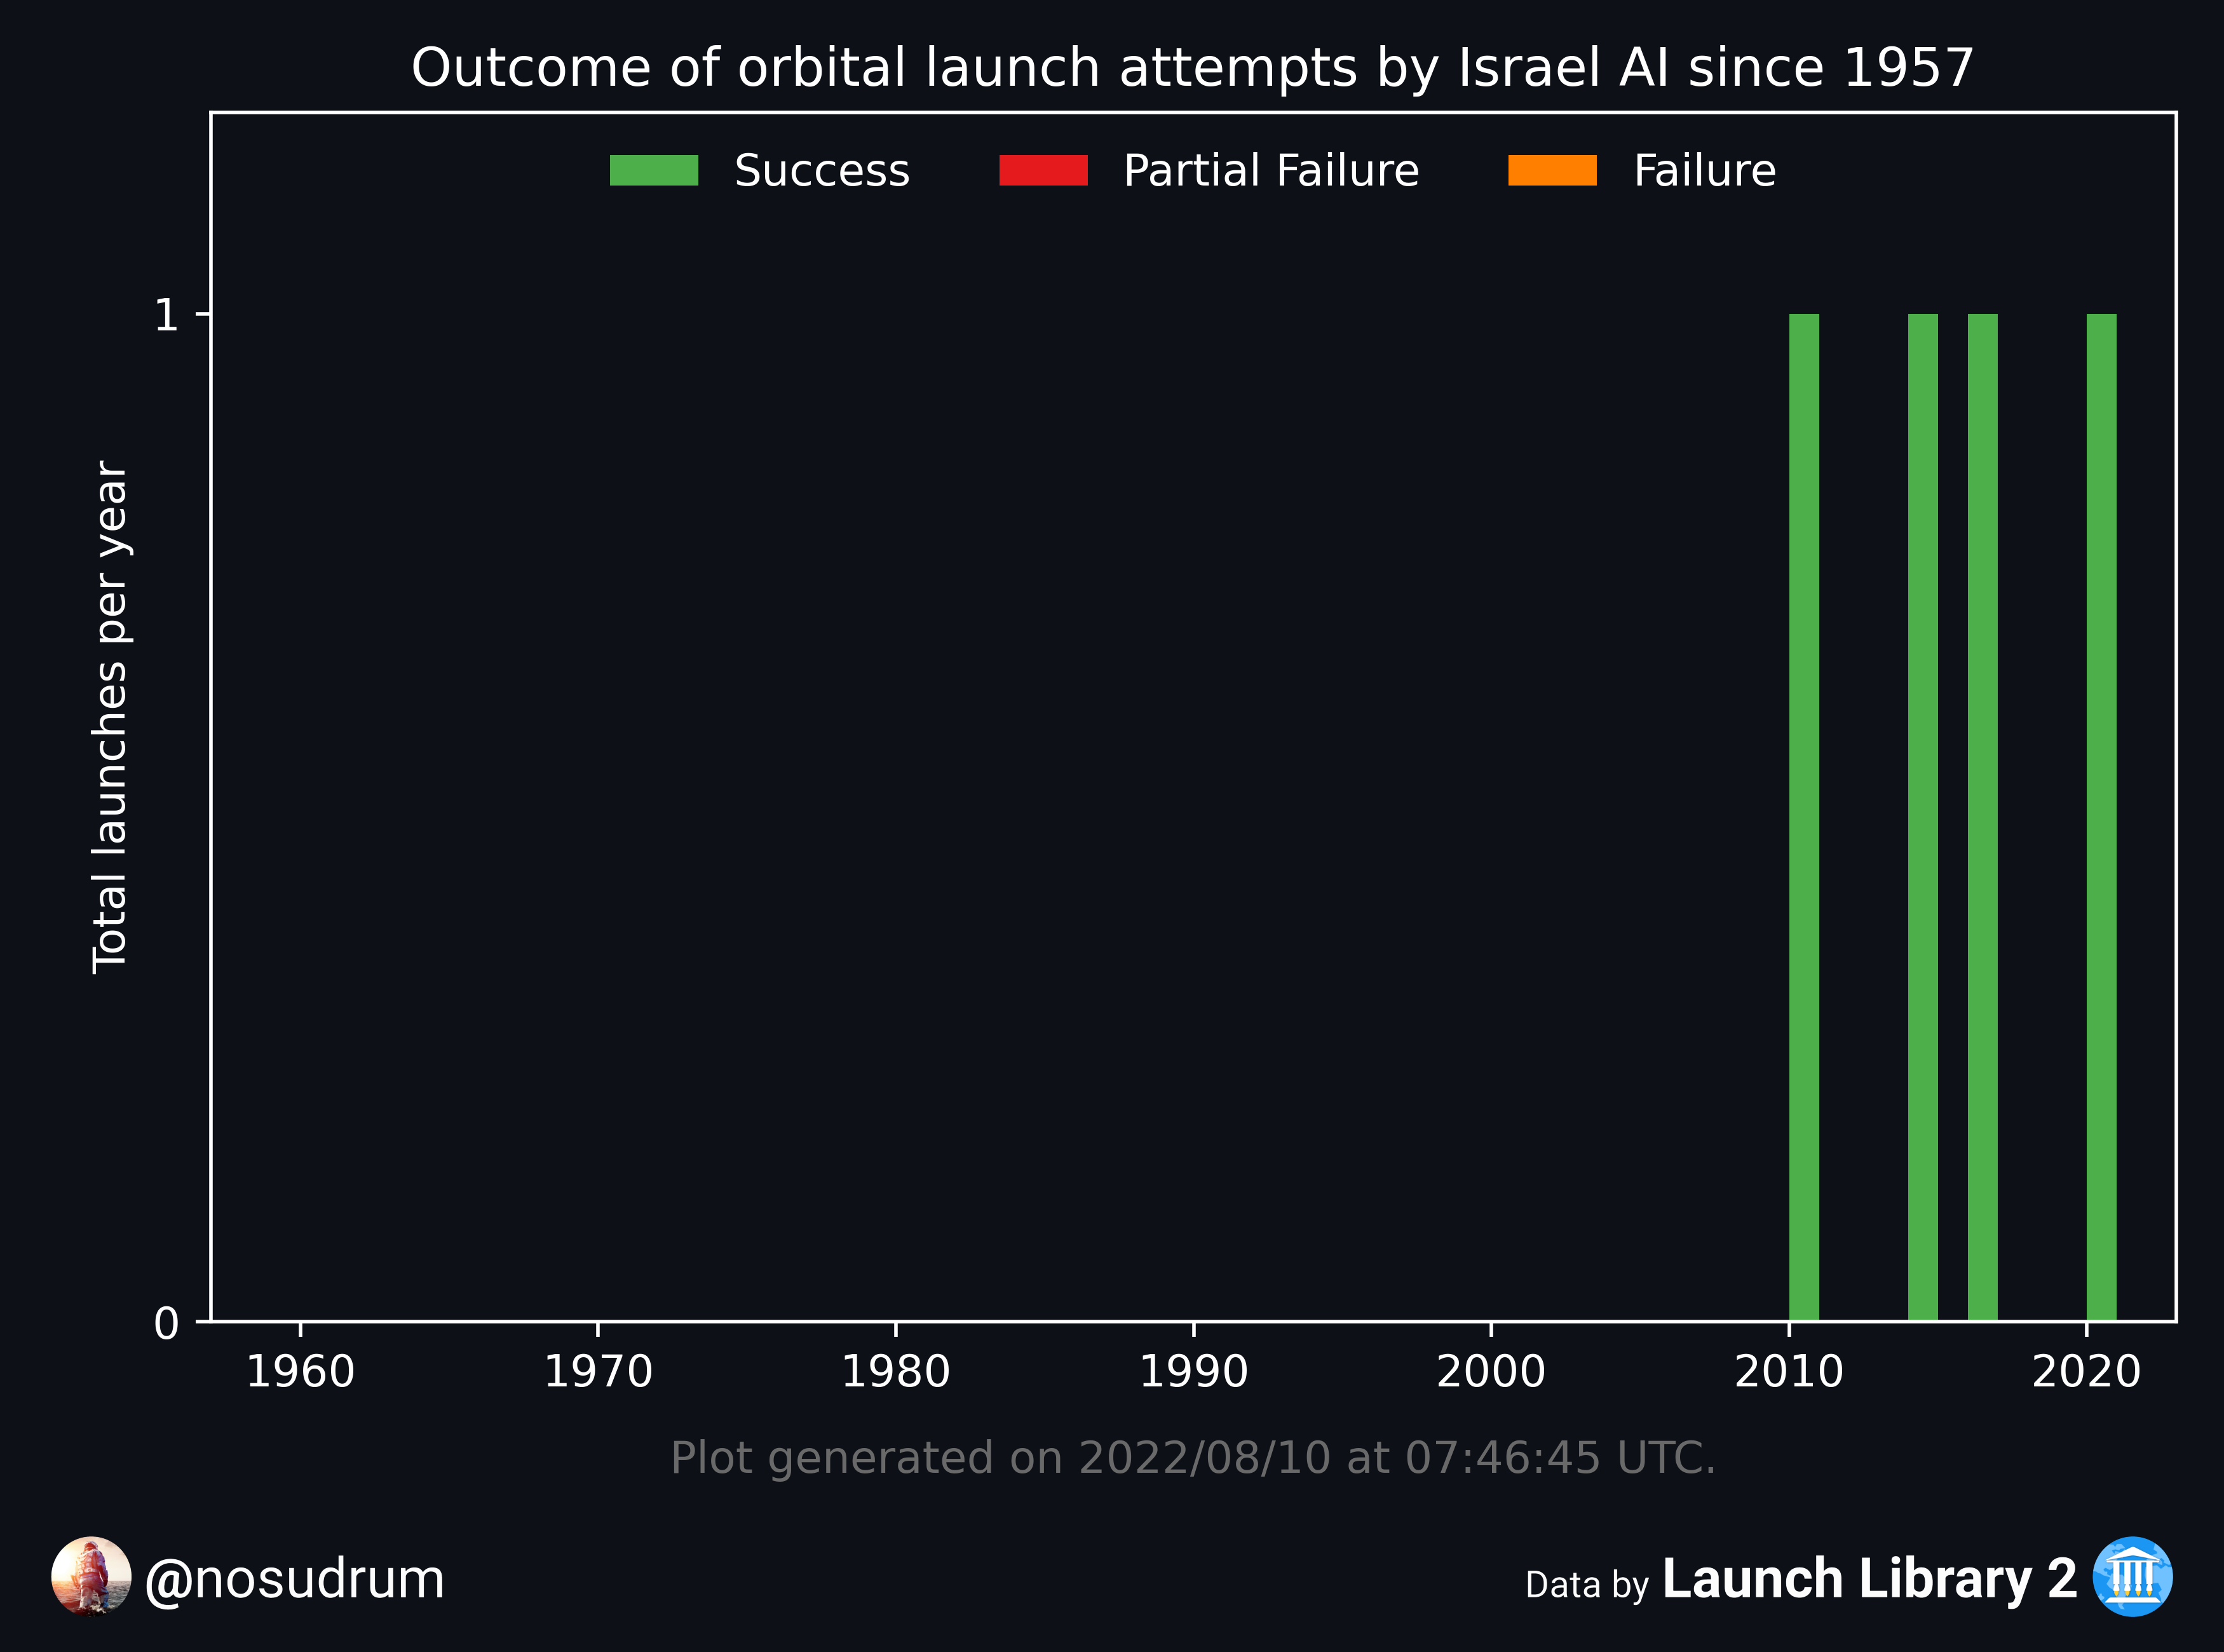 Outcome of orbital launch attempts by Israel AI since 1957
Success Partial Failure Failure
Total launches per year
1
0
1960 1970 1980 1990 2000 2010 2020
Plot generated on 2022/08/10 at 07:46:45 UTC.
@nosudrum
Data by Launch Library 2